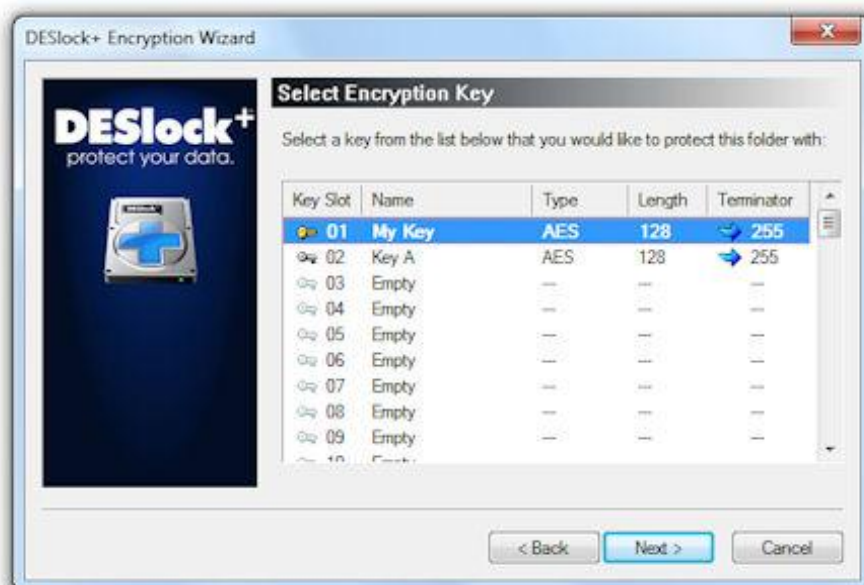 DESlock+ Encryption Wizard
DESlock+
protect your data.
Select Encryption Key
Select a key from the list below that you would like to protect this folder with:
Key Slot Name Type Length Terminator
01 My Key AES 128 255
02 Key A AES 128 255
03 Empty --- --- ---
04 Empty --- --- ---
05 Empty --- --- ---
06 Empty --- --- ---
07 Empty --- --- ---
08 Empty --- --- ---
09 Empty --- --- ---
< Back Next > Cancel